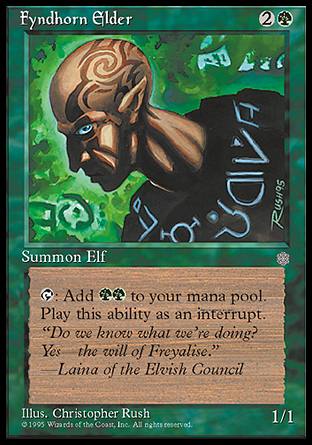 Fyndhorn Elder 2
RUSH95
Summon Elf
: Add to your mana pool.
Play this ability as an interrupt.
“Do we know what we're doing?
Yes—the will of Freyalise.”
—Laina of the Elvish Council
Illus. Christopher Rush
1/1
© 1995 Wizards of the Coast, Inc. All rights reserved.